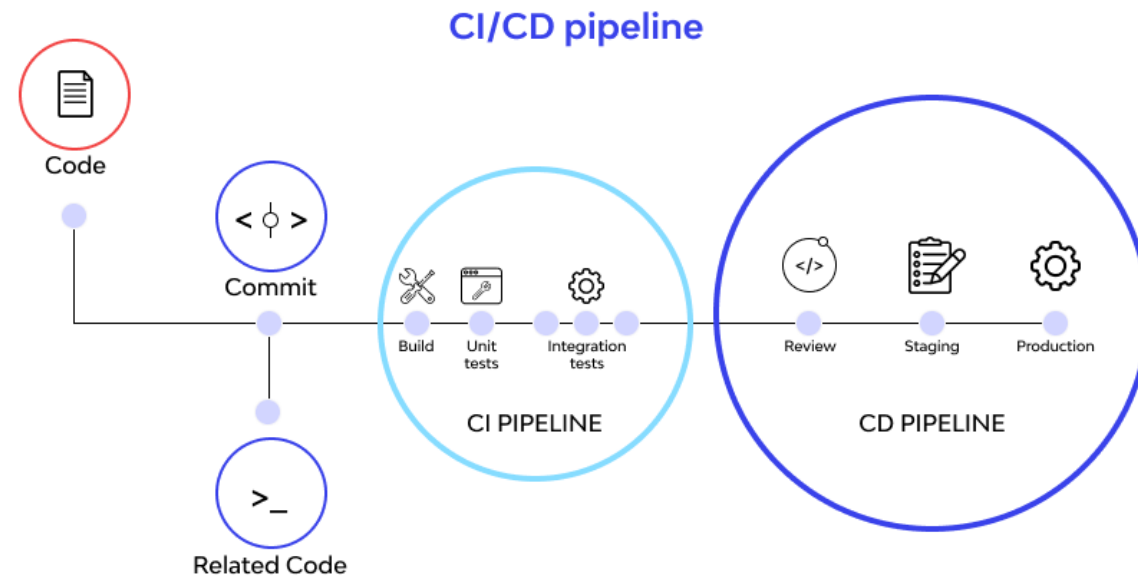 CI/CD pipeline
Code
< >
Commit
Build
Unit
tests
Integration
tests
CI PIPELINE
</>
Review
Staging
Production
CD PIPELINE
>_
Related Code